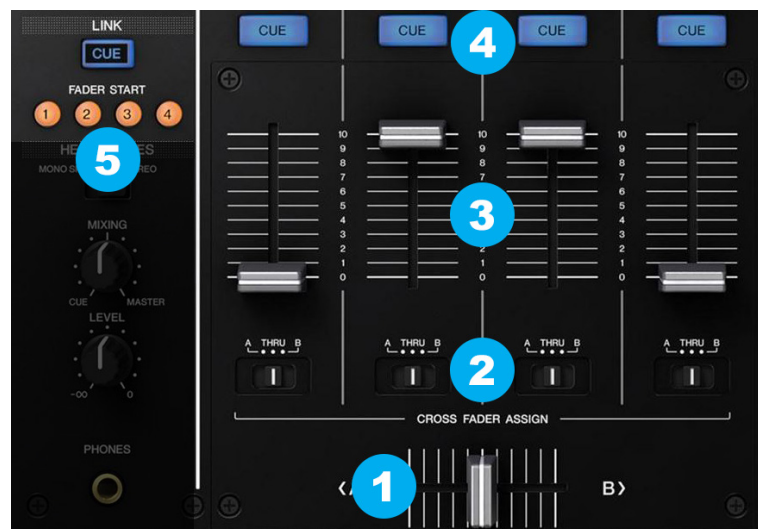 LINK
CUE
FADER START
1 2 3 4
5
MONO
MIXING
CUE MASTER
LEVEL
-∞ 0
PHONES
CUE CUE 4 CUE CUE
10 10 10
9 9 9
8 8 8
7 7 7
6 3 6
5 5
4 4
3 3
2 2 2
1 1 1
0 0 0
A THRU B A THRU B A THRU B A THRU B
2
CROSS FADER ASSIGN
1 B